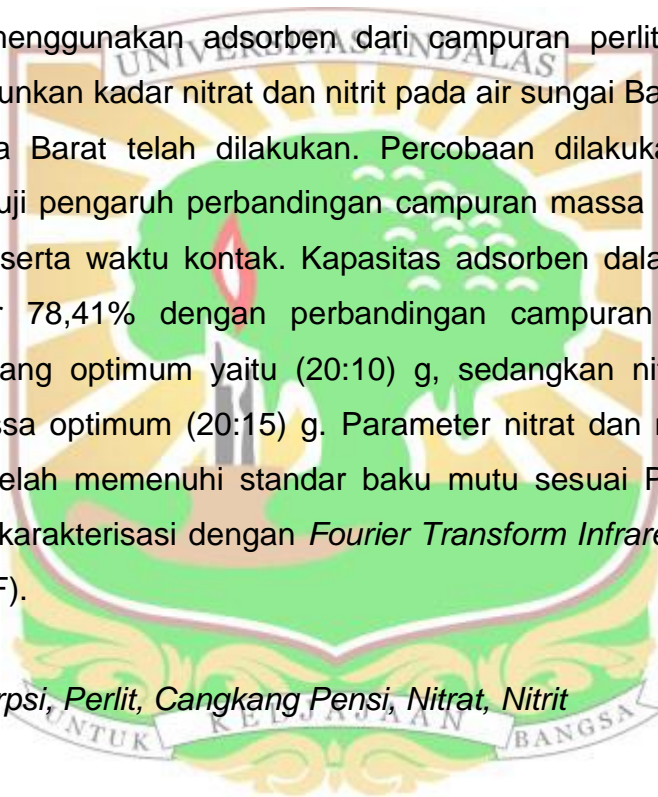 menggunakan adsorben dari campuran perlit
UNIVERSITAS ANDALAS
unkan kadar nitrat dan nitrit pada air sungai Ba
a Barat telah dilakukan. Percobaan dilakuka
uji pengaruh perbandingan campuran massa
serta waktu kontak. Kapasitas adsorben dala
r 78,41% dengan perbandingan campuran
ang optimum yaitu (20:10) g, sedangkan ni
ssa optimum (20:15) g. Parameter nitrat dan
elah memenuhi standar baku mutu sesuai P
karakterisasi dengan Fourier Transform Infrare
F).
rpsi, Perlit, Cangkang Pensi, Nitrat, Nitrit
UNTUK KEDJAJAAN BANGSA